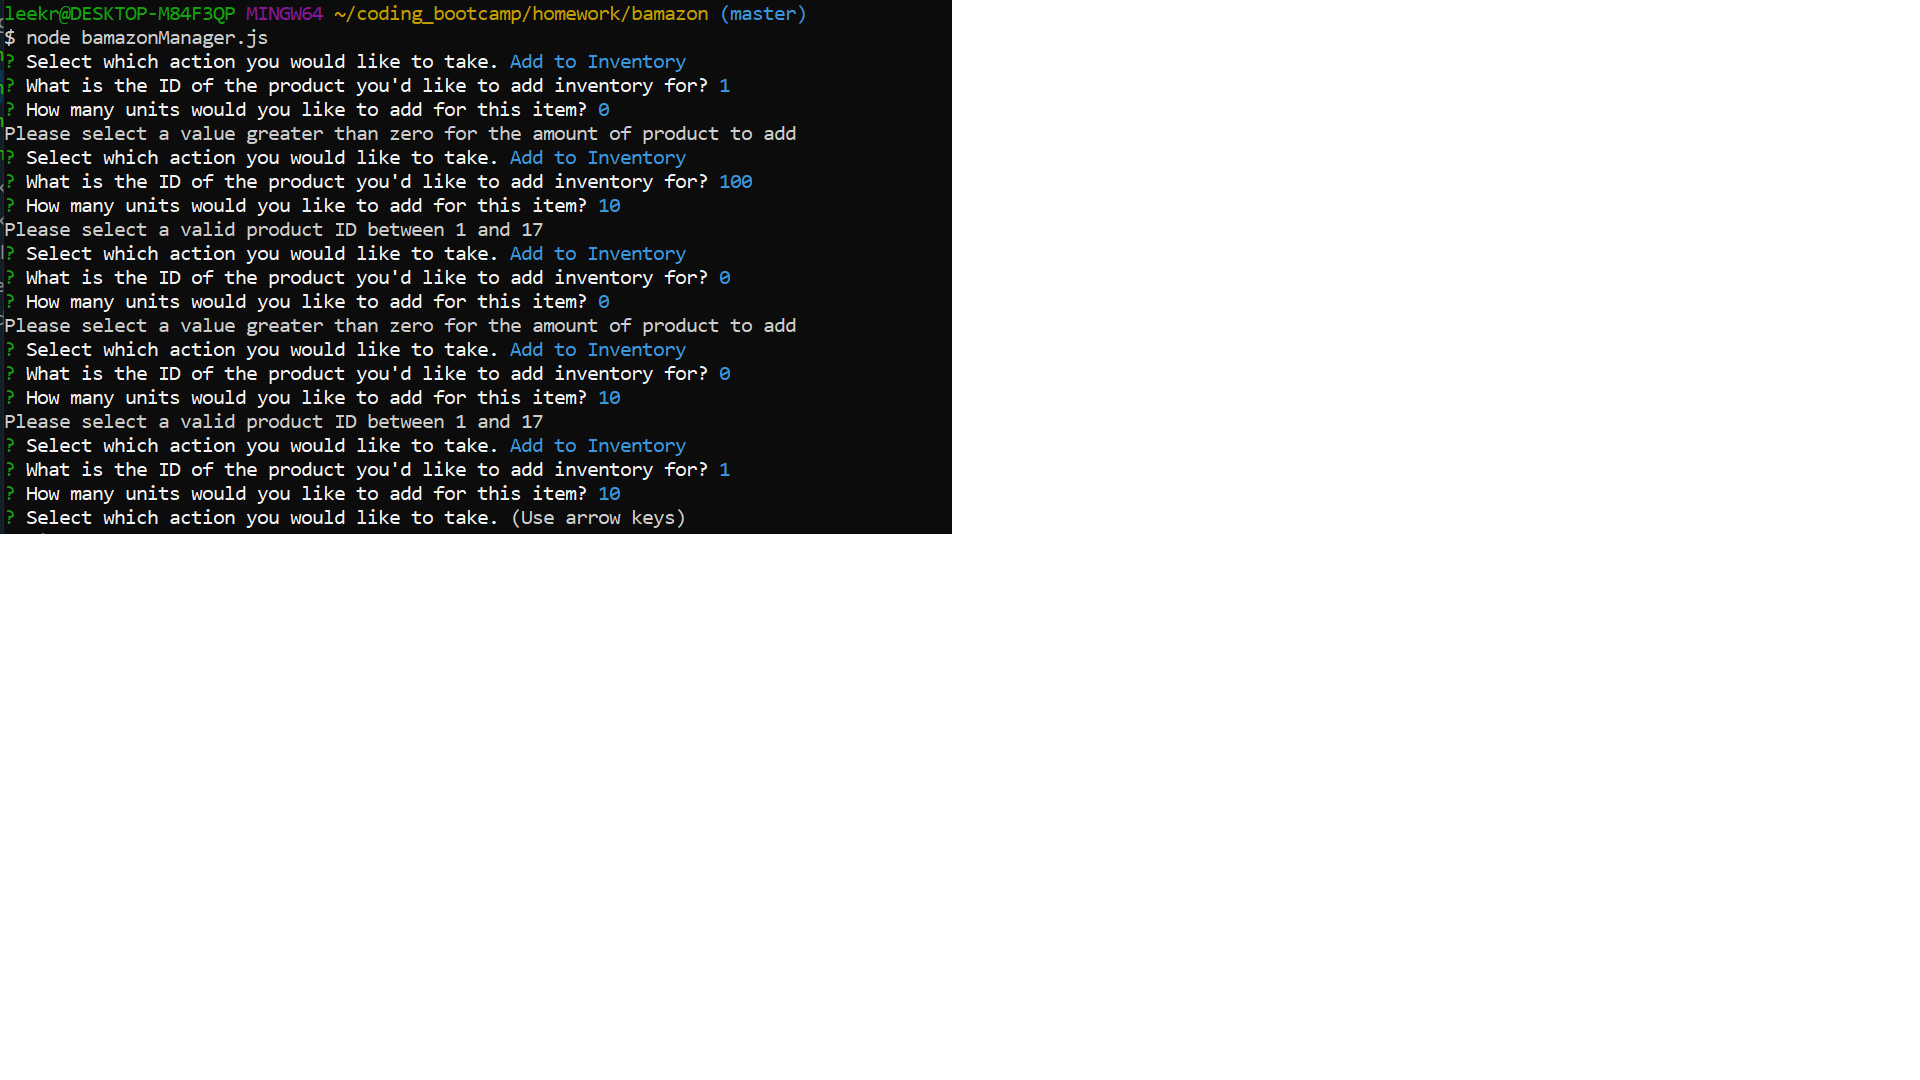 leekr@DESKTOP-M84F3QP MINGW64 ~/coding_bootcamp/homework/bamazon (master)
$ node bamazonManager.js
? Select which action you would like to take. Add to Inventory
? What is the ID of the product you'd like to add inventory for? 1
? How many units would you like to add for this item? 0
Please select a value greater than zero for the amount of product to add
? Select which action you would like to take. Add to Inventory
? What is the ID of the product you'd like to add inventory for? 100
? How many units would you like to add for this item? 10
Please select a valid product ID between 1 and 17
? Select which action you would like to take. Add to Inventory
? What is the ID of the product you'd like to add inventory for? 0
? How many units would you like to add for this item? 0
Please select a value greater than zero for the amount of product to add
? Select which action you would like to take. Add to Inventory
? What is the ID of the product you'd like to add inventory for? 0
? How many units would you like to add for this item? 10
Please select a valid product ID between 1 and 17
? Select which action you would like to take. Add to Inventory
? What is the ID of the product you'd like to add inventory for? 1
? How many units would you like to add for this item? 10
? Select which action you would like to take. (Use arrow keys)